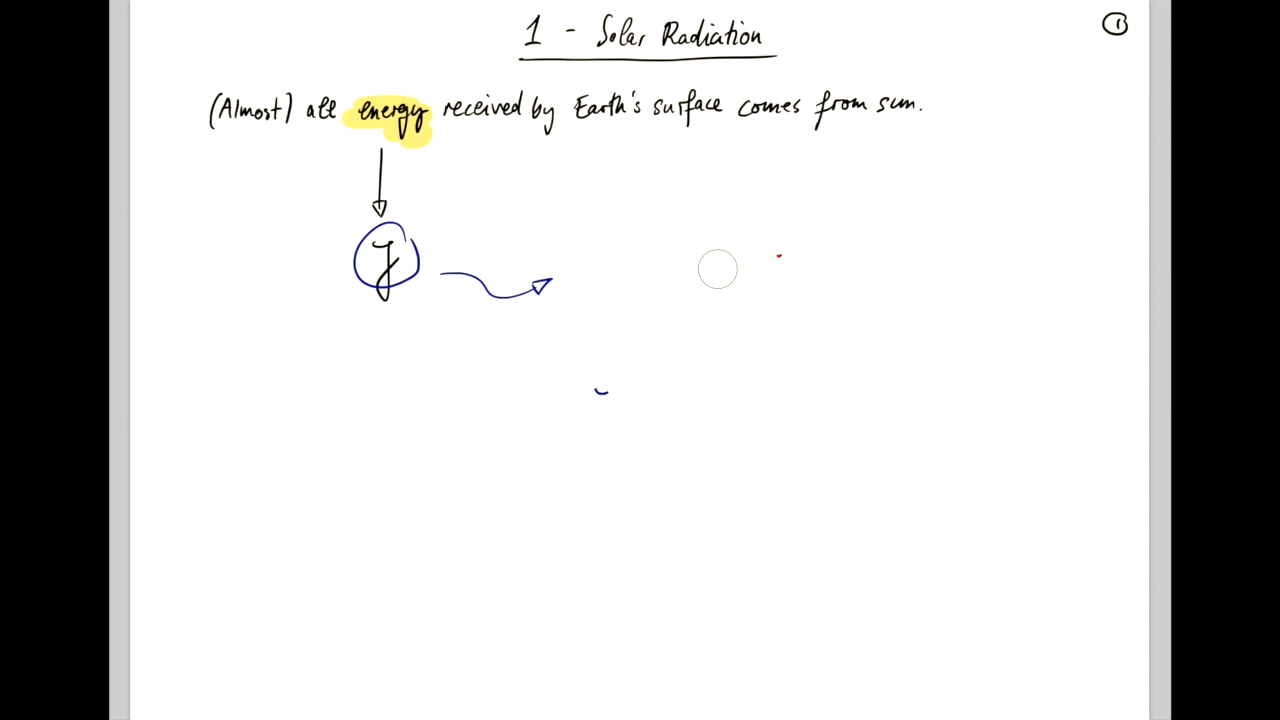 1 - Solar Radiation
①
(Almost) all energy received by Earth's surface comes from sun.
J